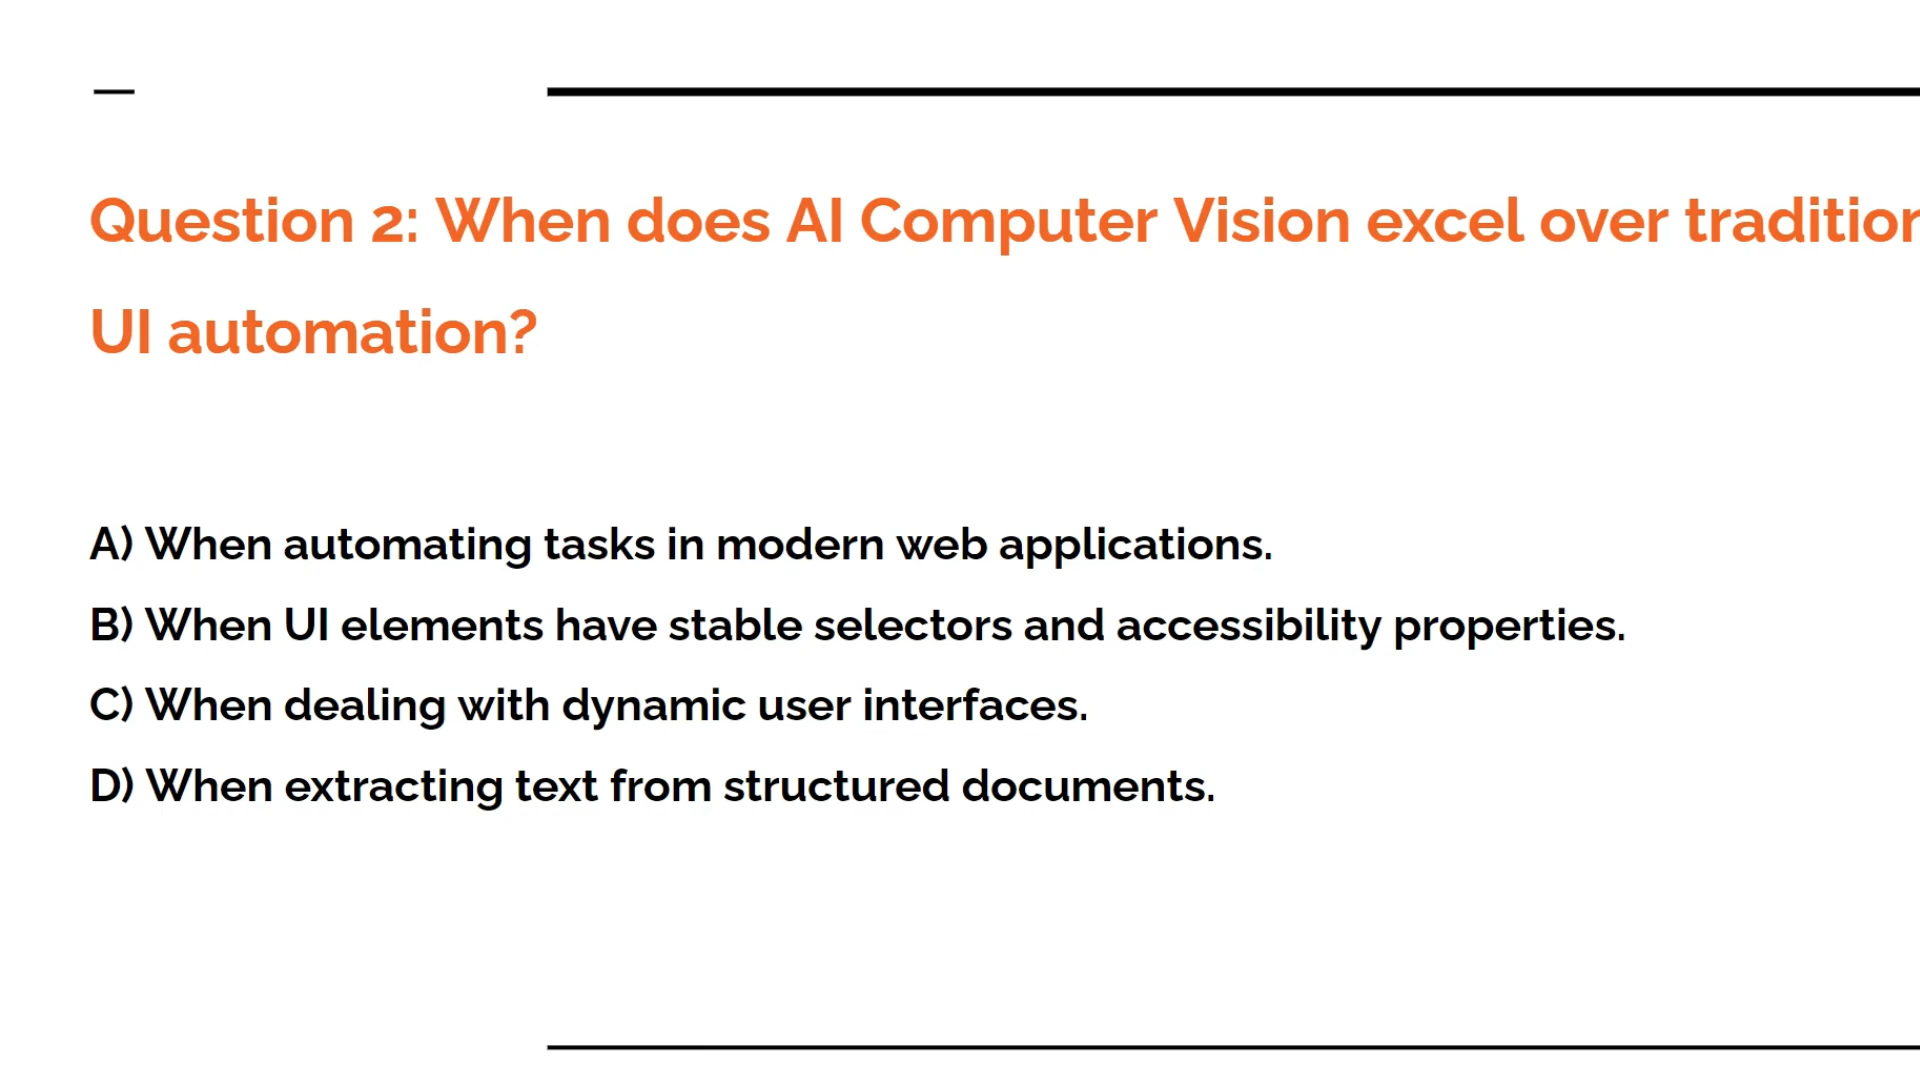 Question 2: When does AI Computer Vision excel over
UI automation?
A) When automating tasks in modern web applications.
B) When UI elements have stable selectors and accessibility properties.
C) When dealing with dynamic user interfaces.
D) When extracting text from structured documents.